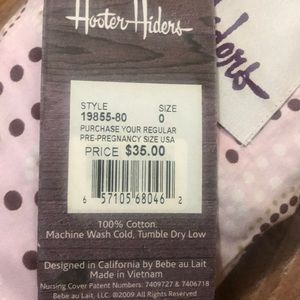 Hooter Hiders
Hiders
STYLE SIZE
19855-80 0
PURCHASE YOUR REGULAR
PRE-PREGNANCY SIZE USA
PRICE $35.00
6 57105 68046 2
100% Cotton.
Machine Wash Cold, Tumble Dry Low
Designed in California by Bebe au Lait
Made in Vietnam
Nursing Cover Patent Numbers: 7409727 & 7406718
Bebe au Lait, LLC. ©2009 All Rights Reserved